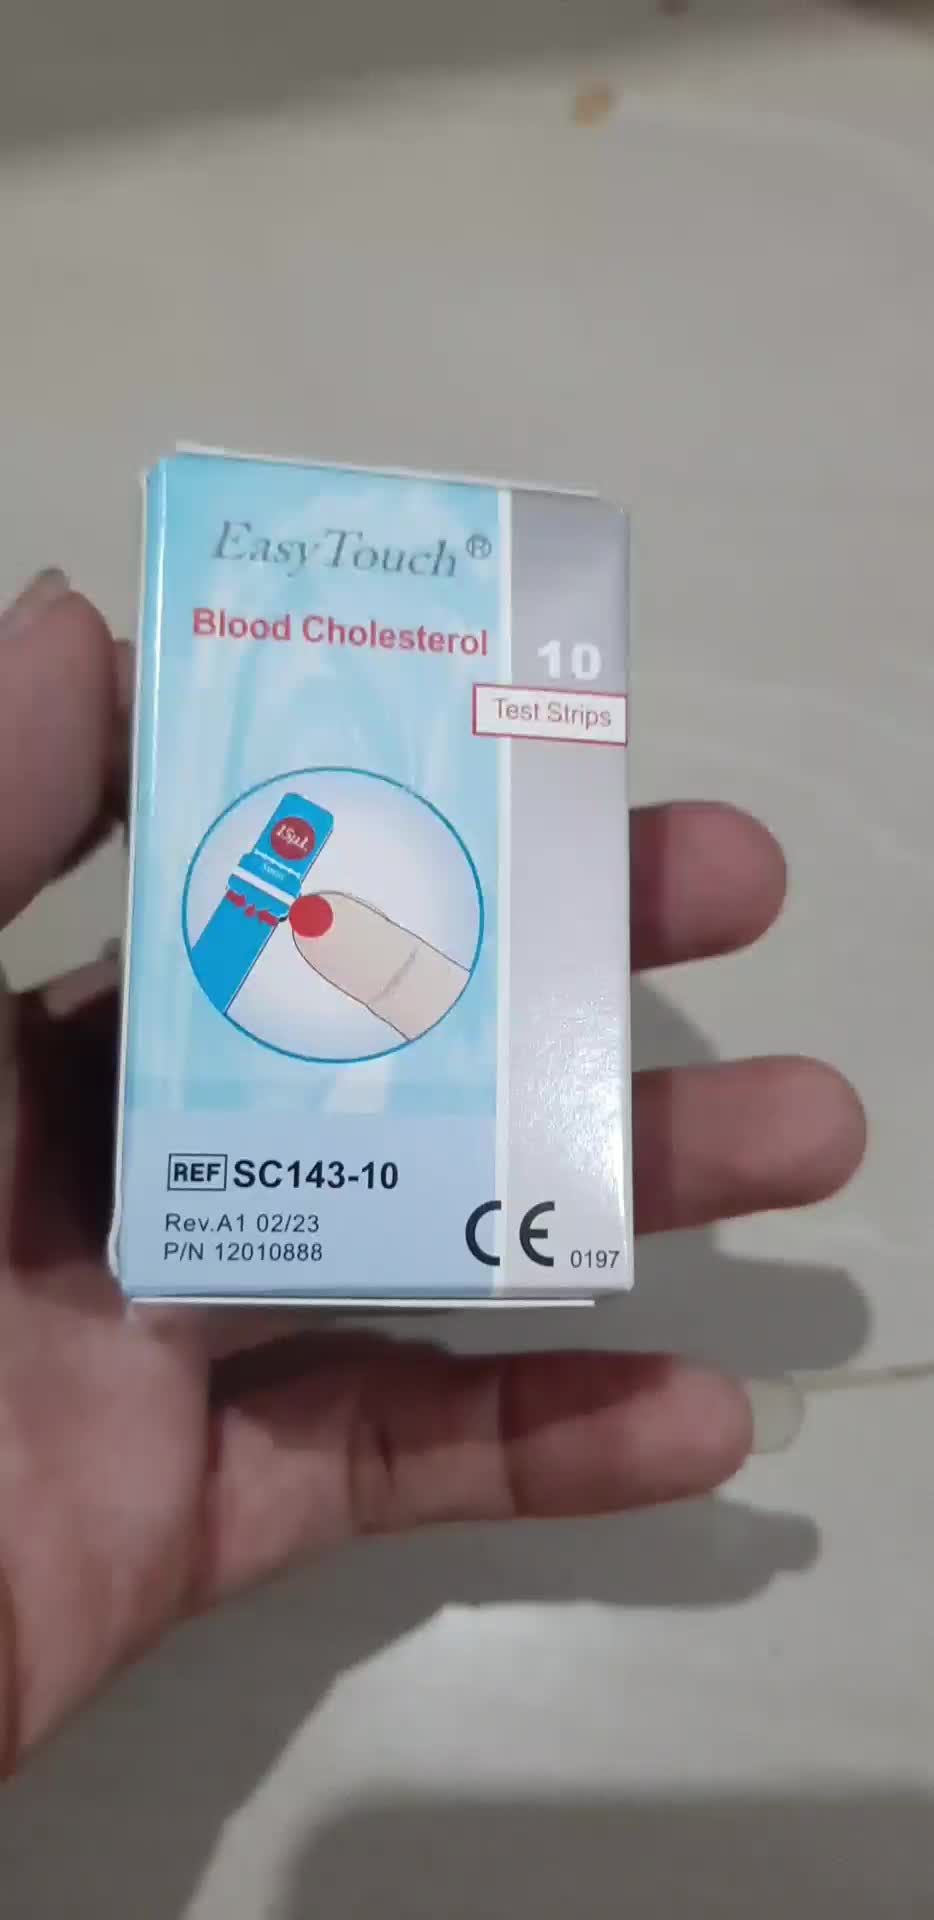 EasyTouch®
Blood Cholesterol
10
Test Strips
15µL
REF SC143-10
Rev.A1 02/23
P/N 12010888
CE 0197